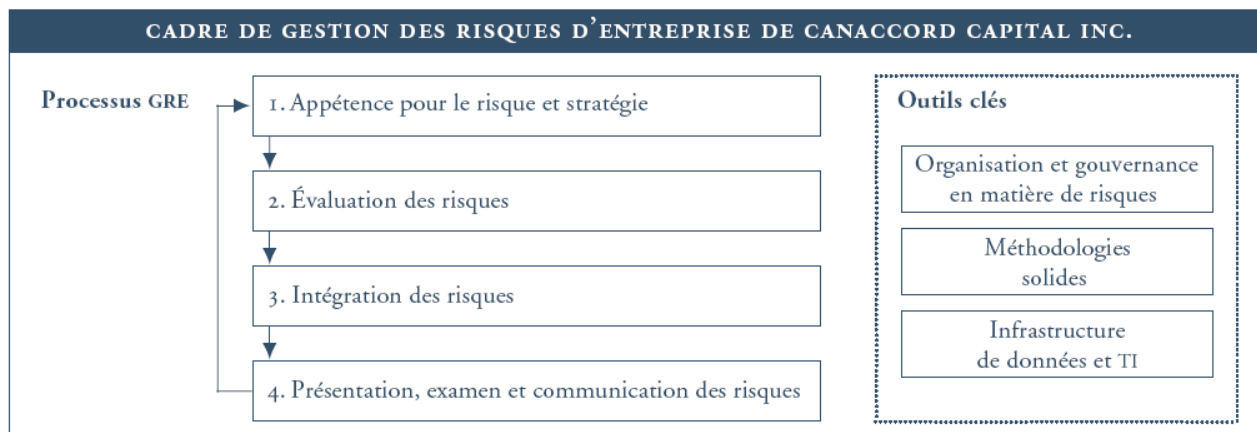 CADRE DE GESTION DES RISQUES D'ENTREPRISE DE CANACCORD CAPITAL INC.
Processus GRE
1. Appétence pour le risque et stratégie
2. Évaluation des risques
3. Intégration des risques
4. Présentation, examen et communication des risques
Outils clés
Organisation et gouvernance
en matière de risques
Méthodologies
solides
Infrastructure
de données et TI